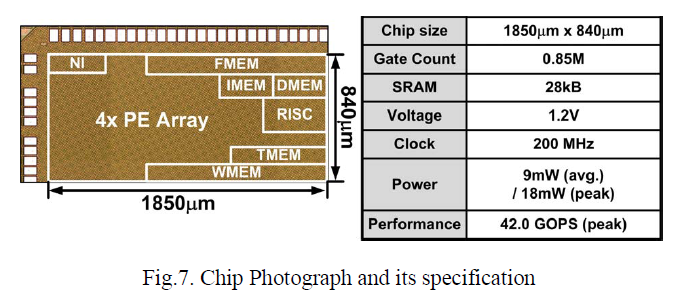 NI
FMEM
IMEM DMEM
RISC
4x PE Array
TMEM
WMEM
840μm
1850μm
Chip size 1850μm x 840μm
Gate Count 0.85M
SRAM 28kB
Voltage 1.2V
Clock 200 MHz
Power 9mW (avg.)
/ 18mW (peak)
Performance 42.0 GOPS (peak)
Fig.7. Chip Photograph and its specification